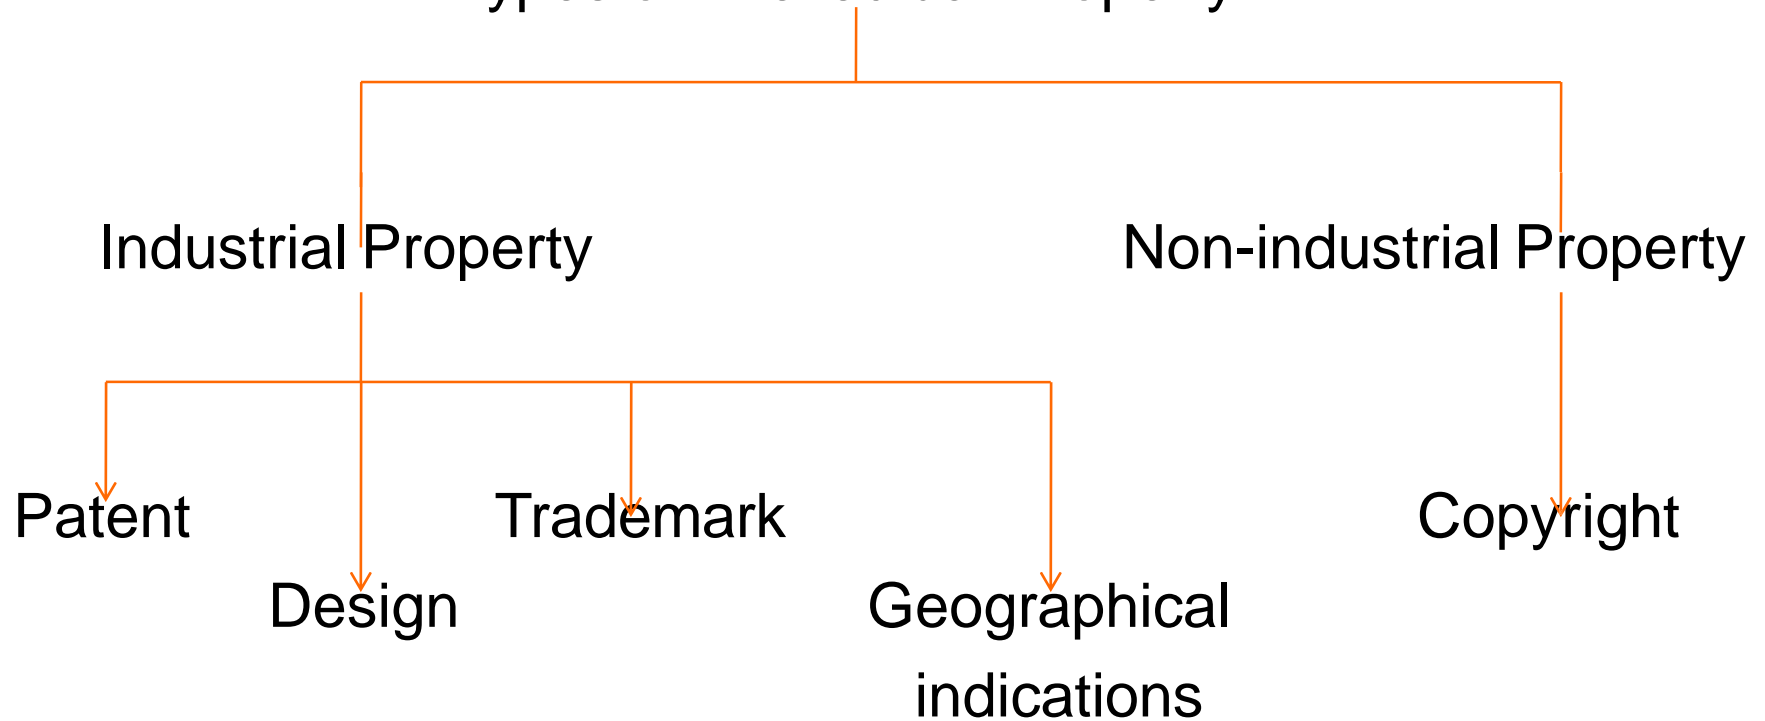 Industrial Property
Non-industrial Property
Patent
Trademark
Copyright
Design
Geographical
indications